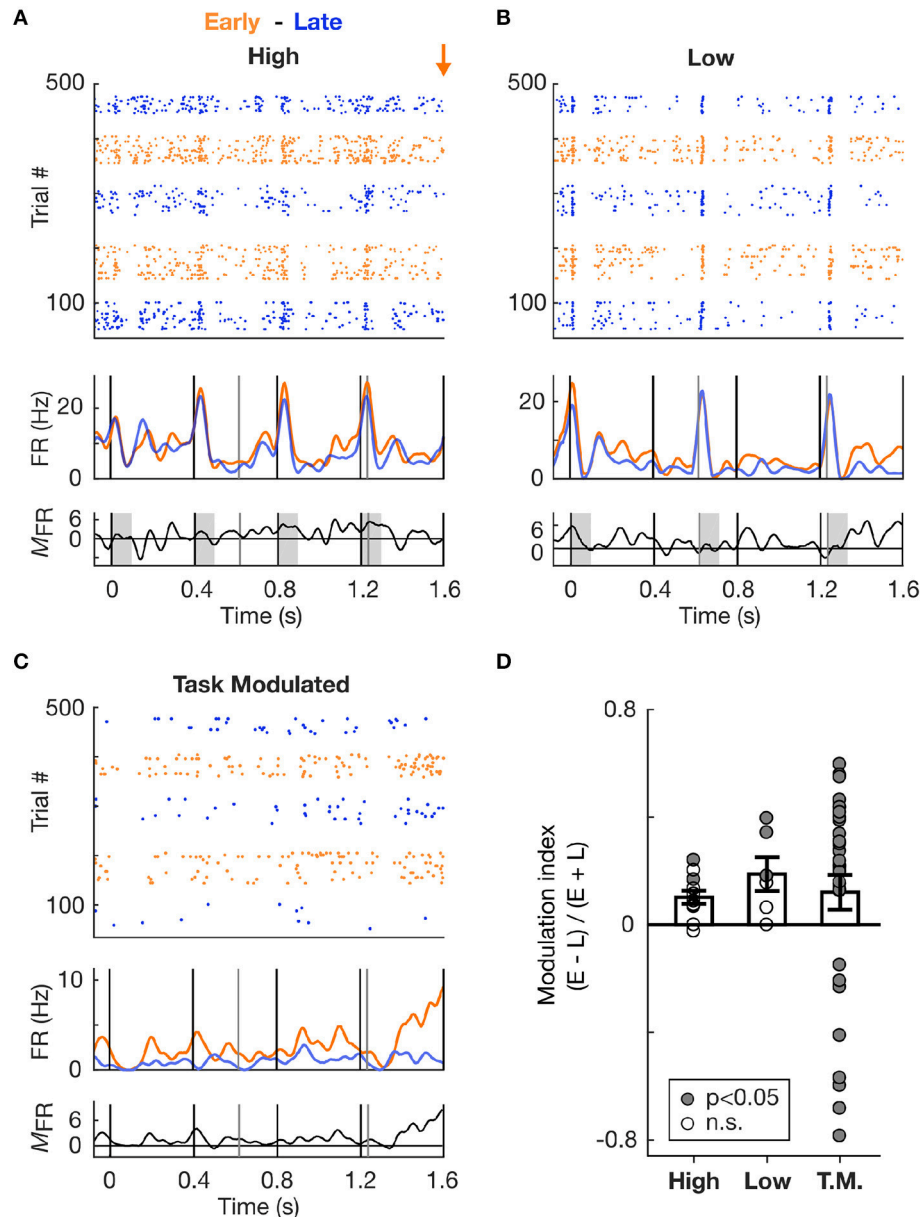 A
Early - Late
High
500
Trial #
100
FR (Hz)
20
0
MFR
6
0
0 0.4 0.8 1.2 1.6
Time (s)
B
Low
500
100
20
0
6
0
0 0.4 0.8 1.2 1.6
Time (s)
C
Task Modulated
500
Trial #
100
FR (Hz)
10
0
MFR
6
0
0 0.4 0.8 1.2 1.6
Time (s)
D
Modulation index
(E - L) / (E + L)
0.8
0
-0.8
p<0.05
n.s.
High Low T.M.